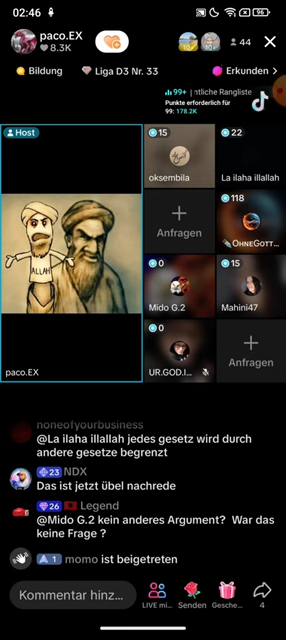 02:46
96
paco.EX
8.3K
10+
10+
44
Bildung
Liga D3 Nr. 33
Erkunden >
99+ | ntliche Rangliste
Punkte erforderlich für
99: 178.2K
Host
15
22
oksembila
La ilaha illallah
118
Anfragen
OHNEGOTT...
ALLAH
0
15
Mido G.2
Mahini47
0
paco.EX
UR.GOD.I...
Anfragen
noneofyourbusiness
@La ilaha illallah jedes gesetz wird durch
andere gesetze begrenzt
23 NDX
Das ist jetzt übel nachrede
26 Legend
@Mido G.2 kein anderes Argument? War das
keine Frage ?
1 momo ist beigetreten
Kommentar hinz...
LIVE mi...
Senden
Gesche...
4